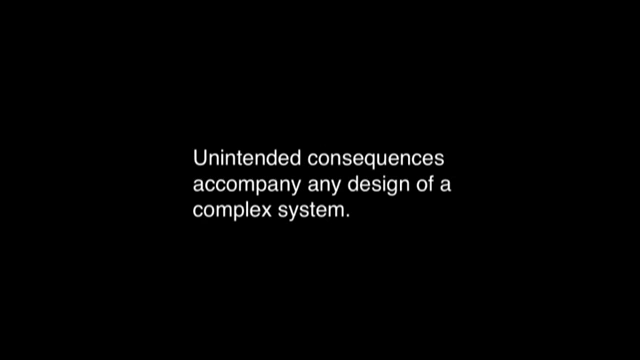 Unintended consequences
accompany any design of a
complex system.